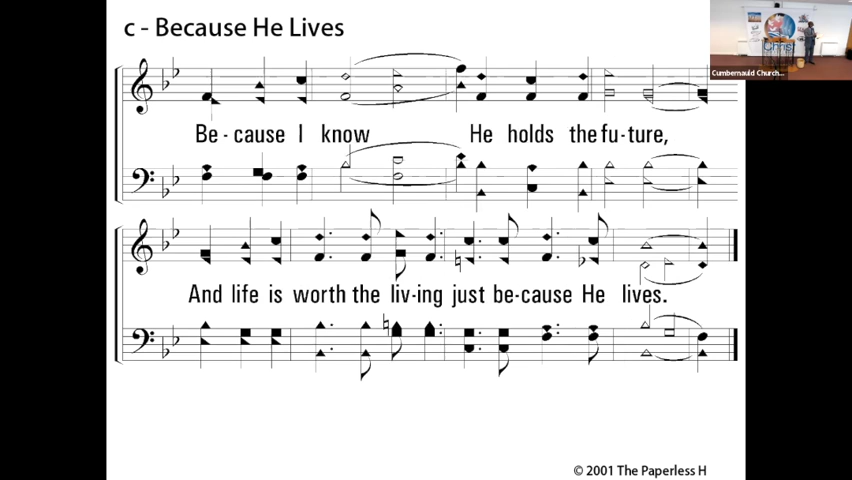 c - Because He Lives
Christ
Cumbernauld Church...
Be - cause I know He holds the fu - ture,
And life is worth the liv - ing just be - cause He lives.
© 2001 The Paperless H